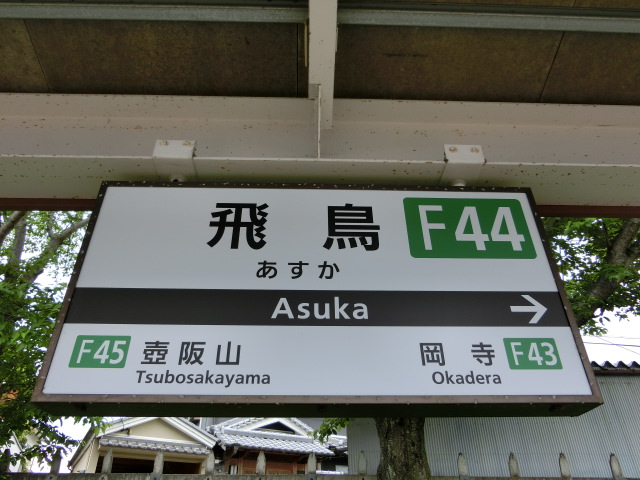 飛鳥 F44
あすか
Asuka →
F45 壺阪山 岡寺 F43
Tsubosakayama Okadera